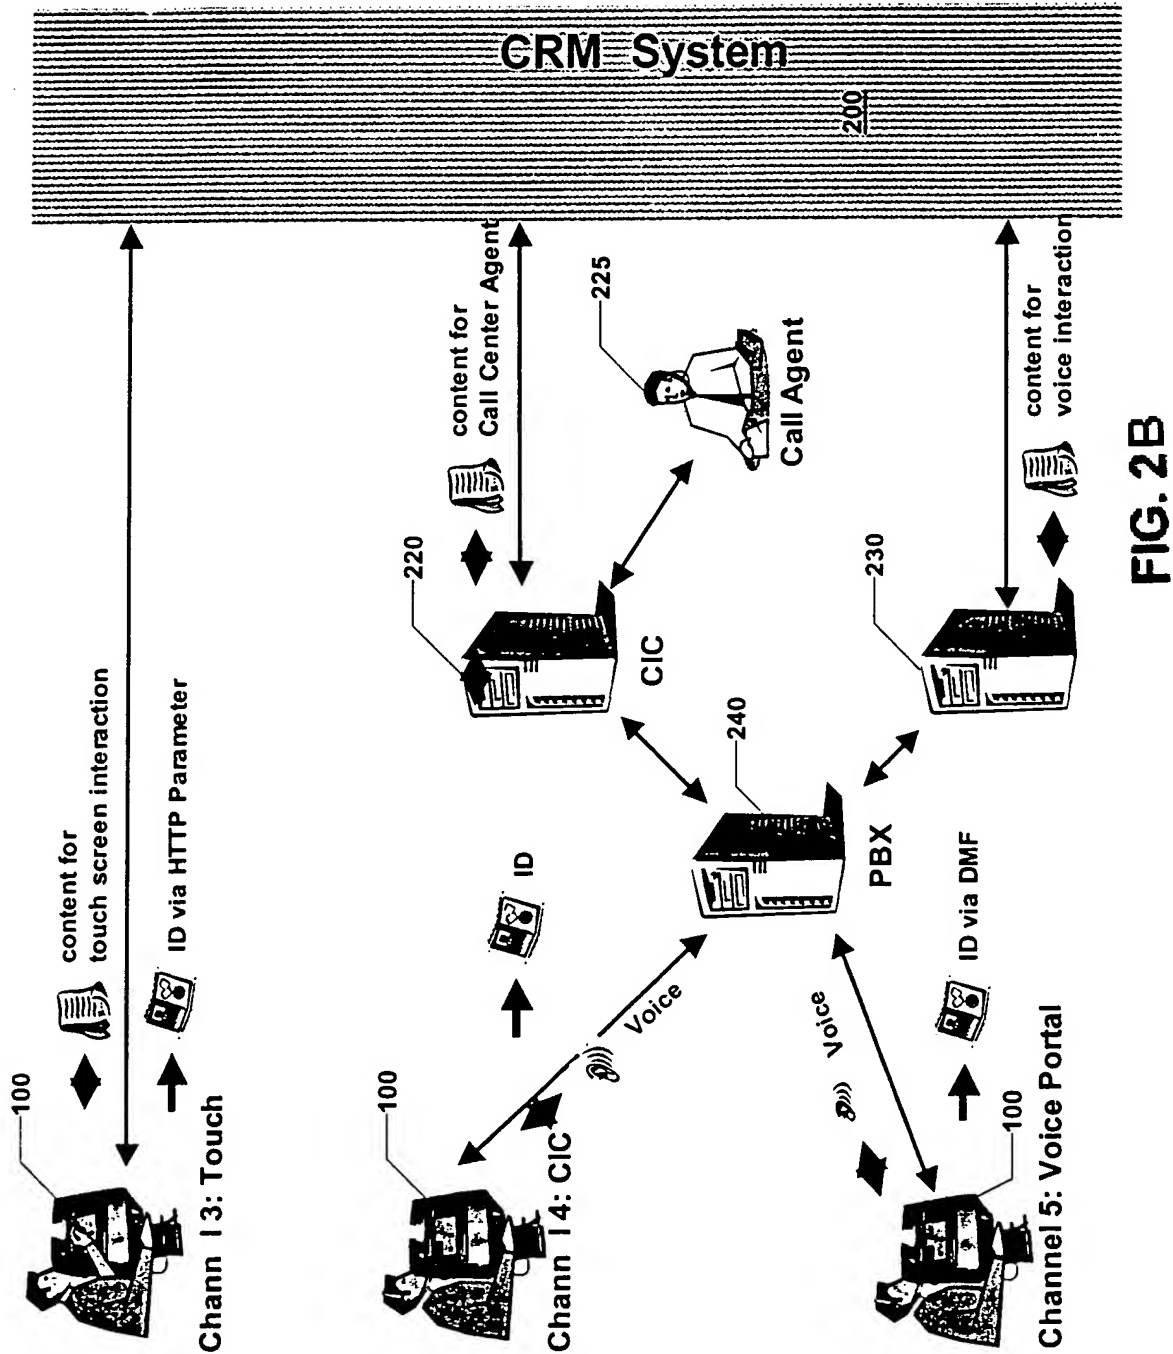 CRM System
200
100
content for
touch screen interaction
ID via HTTP Parameter
Chann l 3: Touch
100
Voice
ID
Chann l 4: CIC
220
CIC
content for
Call Center Agent
225
Call Agent
240
PBX
100
Voice
ID via DMF
Channel 5: Voice Portal
230
content for
voice interaction
FIG. 2B